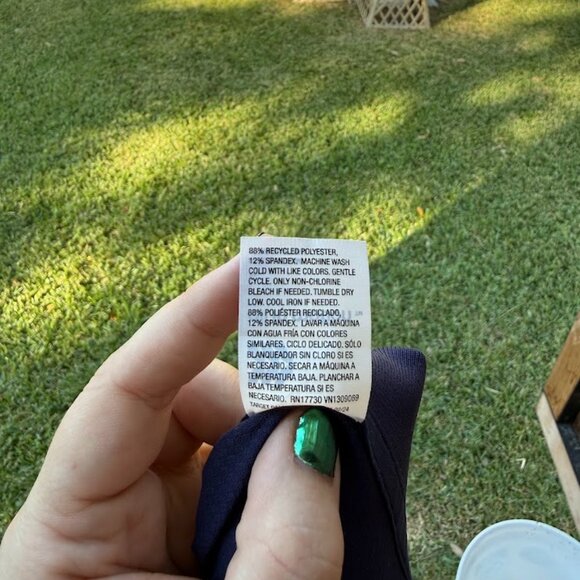 88% RECYCLED POLYESTER,
12% SPANDEX. MACHINE WASH
COLD WITH LIKE COLORS, GENTLE
CYCLE, ONLY NON-CHLORINE
BLEACH IF NEEDED, TUMBLE DRY
LOW, COOL IRON IF NEEDED.
88% POLIÉSTER RECICLADO,
12% SPANDEX. LAVAR A MÁQUINA
CON AGUA FRÍA CON COLORES
SIMILARES, CICLO DELICADO, SÓLO
BLANQUEADOR SIN CLORO SI ES
NECESARIO, SECAR A MÁQUINA A
TEMPERATURA BAJA. PLANCHAR A
BAJA TEMPERATURA SI ES
NECESARIO. RN17730 VN1309089
TARGET